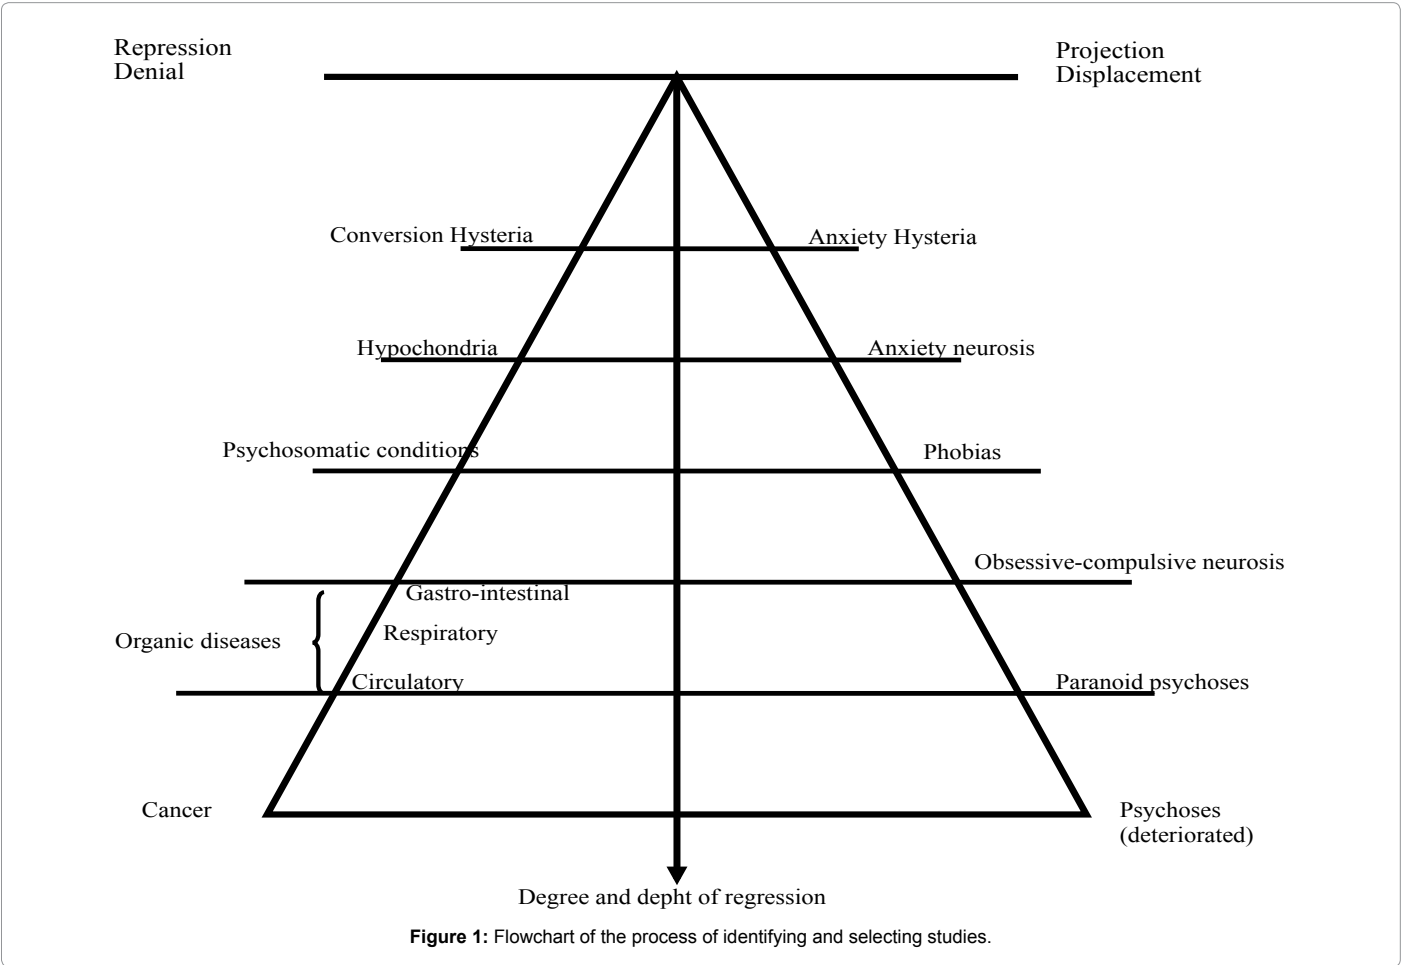 Repression
Denial
Projection
Displacement
Conversion Hysteria
Anxiety Hysteria
Hypochondria
Anxiety neurosis
Psychosomatic conditions
Phobias
Obsessive-compulsive neurosis
Gastro-intestinal
Organic diseases
Respiratory
Circulatory
Paranoid psychoses
Cancer
Psychoses
(deteriorated)
Degree and depht of regression
Figure 1: Flowchart of the process of identifying and selecting studies.